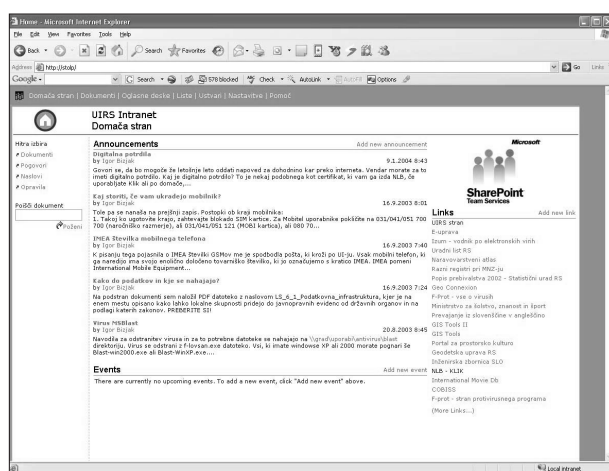 Home - Microsoft Internet Explorer
File Edit View Favorites Tools Help
Back Search Favorites
Address http://stolp/ Go Links
Google - Search 578 blocked Check AutoLink AutoFill Options
Domača stran | Dokumenti | Oglasne deske | Liste | Ustvari | Nastavitve | Pomoč
UIRS Intranet
Domača stran
Hitra izbira
Dokumenti
Pogovori
Naslovi
Opravila
Poišči dokument
Poženi
Announcements Add new announcement
Digitalna potrdila
by Igor Bizjak 9.1.2004 8:43
Govori se, da bo mogoče že letošnje leto oddati napoved za dohodnino kar preko interneta. Vendar morate za to
imeti digitalno potrdilo. Kaj je digitalno potrdilo? To je nekaj podobnega kot certifikat, ki vam ga izda NLB, če
uporabljate Klik ali po domače,...
Kaj storiti, če vam ukradejo mobilnik?
by Igor Bizjak 16.9.2003 8:01
Tole pa se nanaša na prejšnji zapis. Postopki ob kraji mobilnika:
1. Takoj ko ugotovite krajo, zahtevajte blokado SIM kartice. Za Mobitel uporabnike pokličite na 031/041/051 700
700 (naročniško razmerje), ali 031/041/051 121 (MOBI kartica), ali 080 70...
IMEA številka mobilnega telefona
by Igor Bizjak 16.9.2003 7:40
K pisanju tega pojasnila o IMEA številki GSMov me je spodbodla pošta, ki kroži po UI-ju. Vsak mobilni telefon, ki
ga naredijo ima svojo enolično določeno tovarniško številko, ki jo označujemo s kratico IMEA. IMEA pomeni
International Mobile Equipment...
Kako do podatkov in kje se nahajajo?
by Igor Bizjak 16.9.2003 7:24
Na podstran dokumenti sem naložil PDF datoteko z naslovom LS_6_1_Podatkovna_infrastruktura, kjer je na
enem mestu opisano kako lahko lokalne skupnosti pridejo do javnopravnih evidenc od državnih organov in na
podlagi katerih zakonov. PREBERITE SI!
Virus MSBlast
by Igor Bizjak 20.8.2003 8:45
Navodila za odstranitev virusa in za to potrebne datoteke se nahajajo na \\gred\potrebni\antivirus\blast
direktoriju. Virus se odstrani z f-lovsan.exe datoteko. Vsi, ki imate windowse XP ali 2000 morate pognari še
Blast-win2000.exe ali Blast-WinXP.exe....
Events Add new event
There are currently no upcoming events. To add a new event, click "Add new event" above.
Microsoft
SharePoint
Team Services
Links Add new link
UIRS stran
E-uprava
Izum - vodnik po elektronskih virih
Uradni list RS
Naravovarstveni atlas
Razni registri pri MNZ-ju
Popis prebivalstva 2002 - Statistični urad RS
Geo Connexion
F-Prot - vse o virusih
Ministrstvo za šolstvo, znanost in šport
Prevajanje iz slovenščine v angleščino
GIS Tools II
GIS Tools
Portal za prostorsko kulturo
Geodetska uprava RS
Inženirska zbornica SLO
NLB - KLIK
International Movie Db
COBISS
F-prot - stran protivirusnega programa
(More Links...)
Local intranet